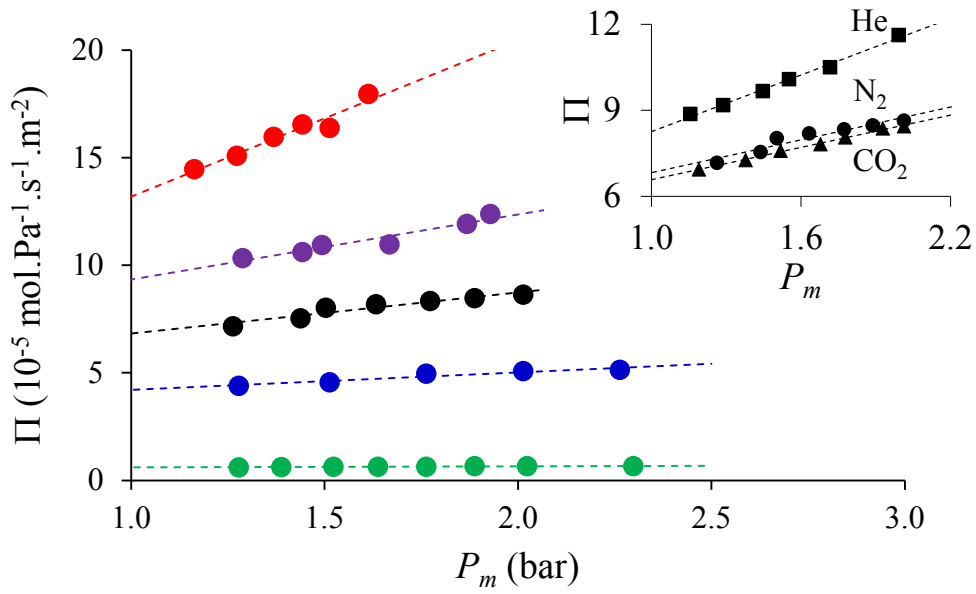 Π (10⁻⁵ mol.Pa⁻¹.s⁻¹.m⁻²)
20
15
10
5
0
1.0 1.5 2.0 2.5 3.0
Pₘ (bar)
Π
12
9
6
He
N₂
CO₂
1.0 1.6 2.2
Pₘ